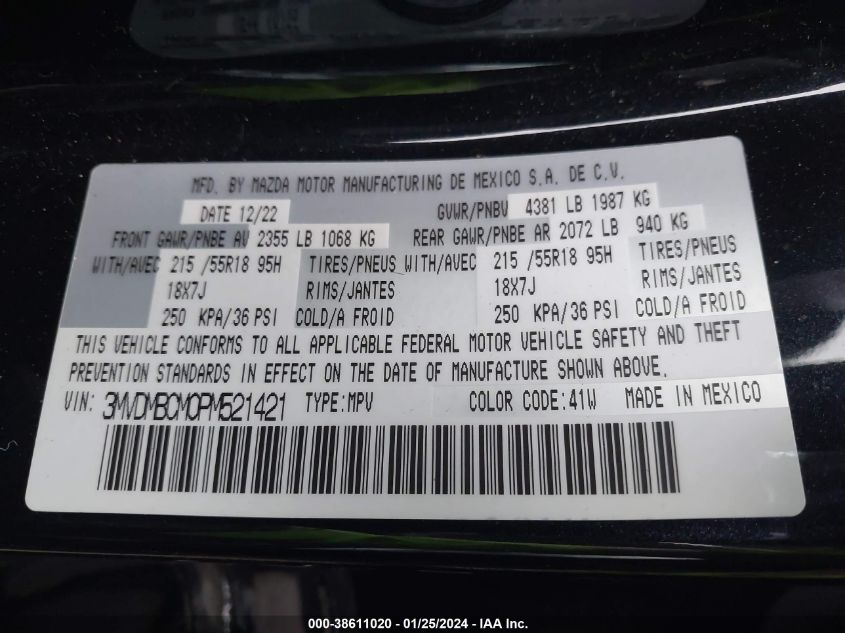 MFD. BY MAZDA MOTOR MANUFACTURING DE MEXICO S.A. DE C.V.
DATE 12/22 GVWR/PNBV 4381 LB 1987 KG
FRONT GAWR/PNBE AV 2355 LB 1068 KG REAR GAWR/PNBE AR 2072 LB 940 KG
WITH/AVEC 215 /55R18 95H TIRES/PNEUS WITH/AVEC 215 /55R18 95H TIRES/PNEUS
18X7J RIMS/JANTES 18X7J RIMS/JANTES
250 KPA/36 PSI COLD/A FROID 250 KPA/36 PSI COLD/A FROID
THIS VEHICLE CONFORMS TO ALL APPLICABLE FEDERAL MOTOR VEHICLE SAFETY AND THEFT
PREVENTION STANDARDS IN EFFECT ON THE DATE OF MANUFACTURE SHOWN ABOVE.
VIN: 3MVDMBCM0PM521421 TYPE:MPV COLOR CODE:41W MADE IN MEXICO
000-38611020 - 01/25/2024 - IAA Inc.